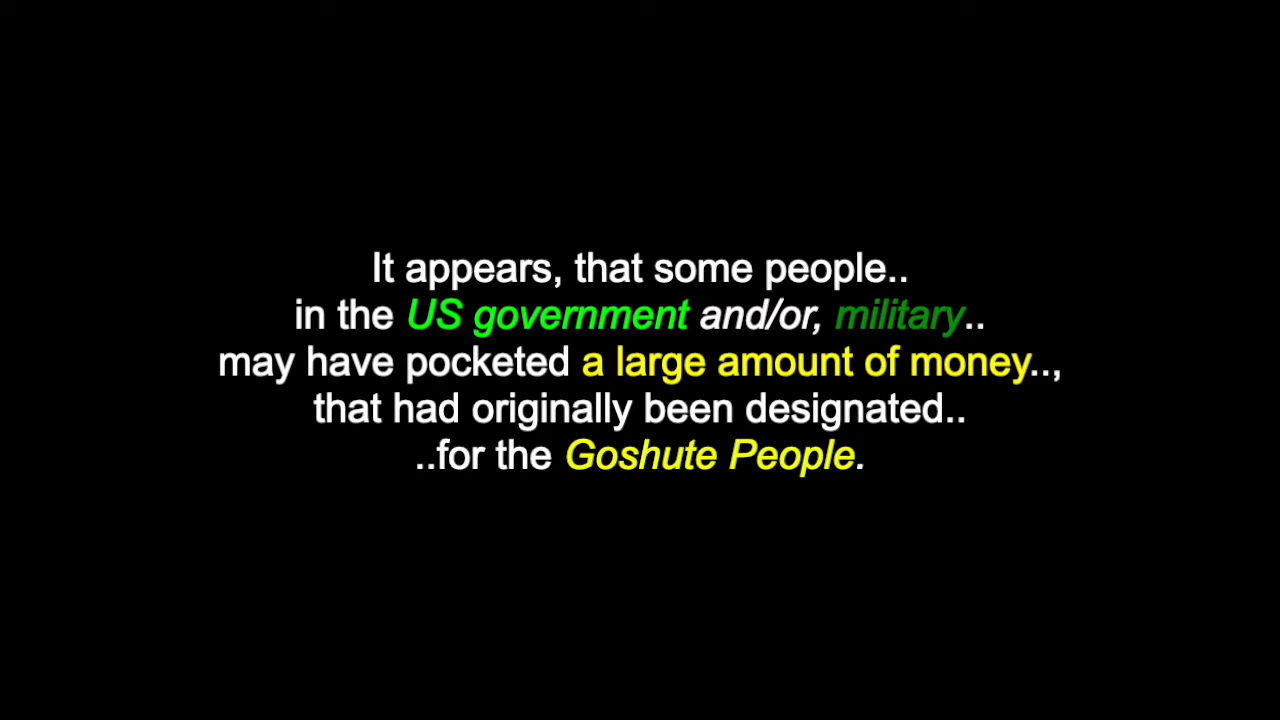 It appears, that some people..
in the US government and/or, military..
may have pocketed a large amount of money..,
that had originally been designated..
..for the Goshute People.